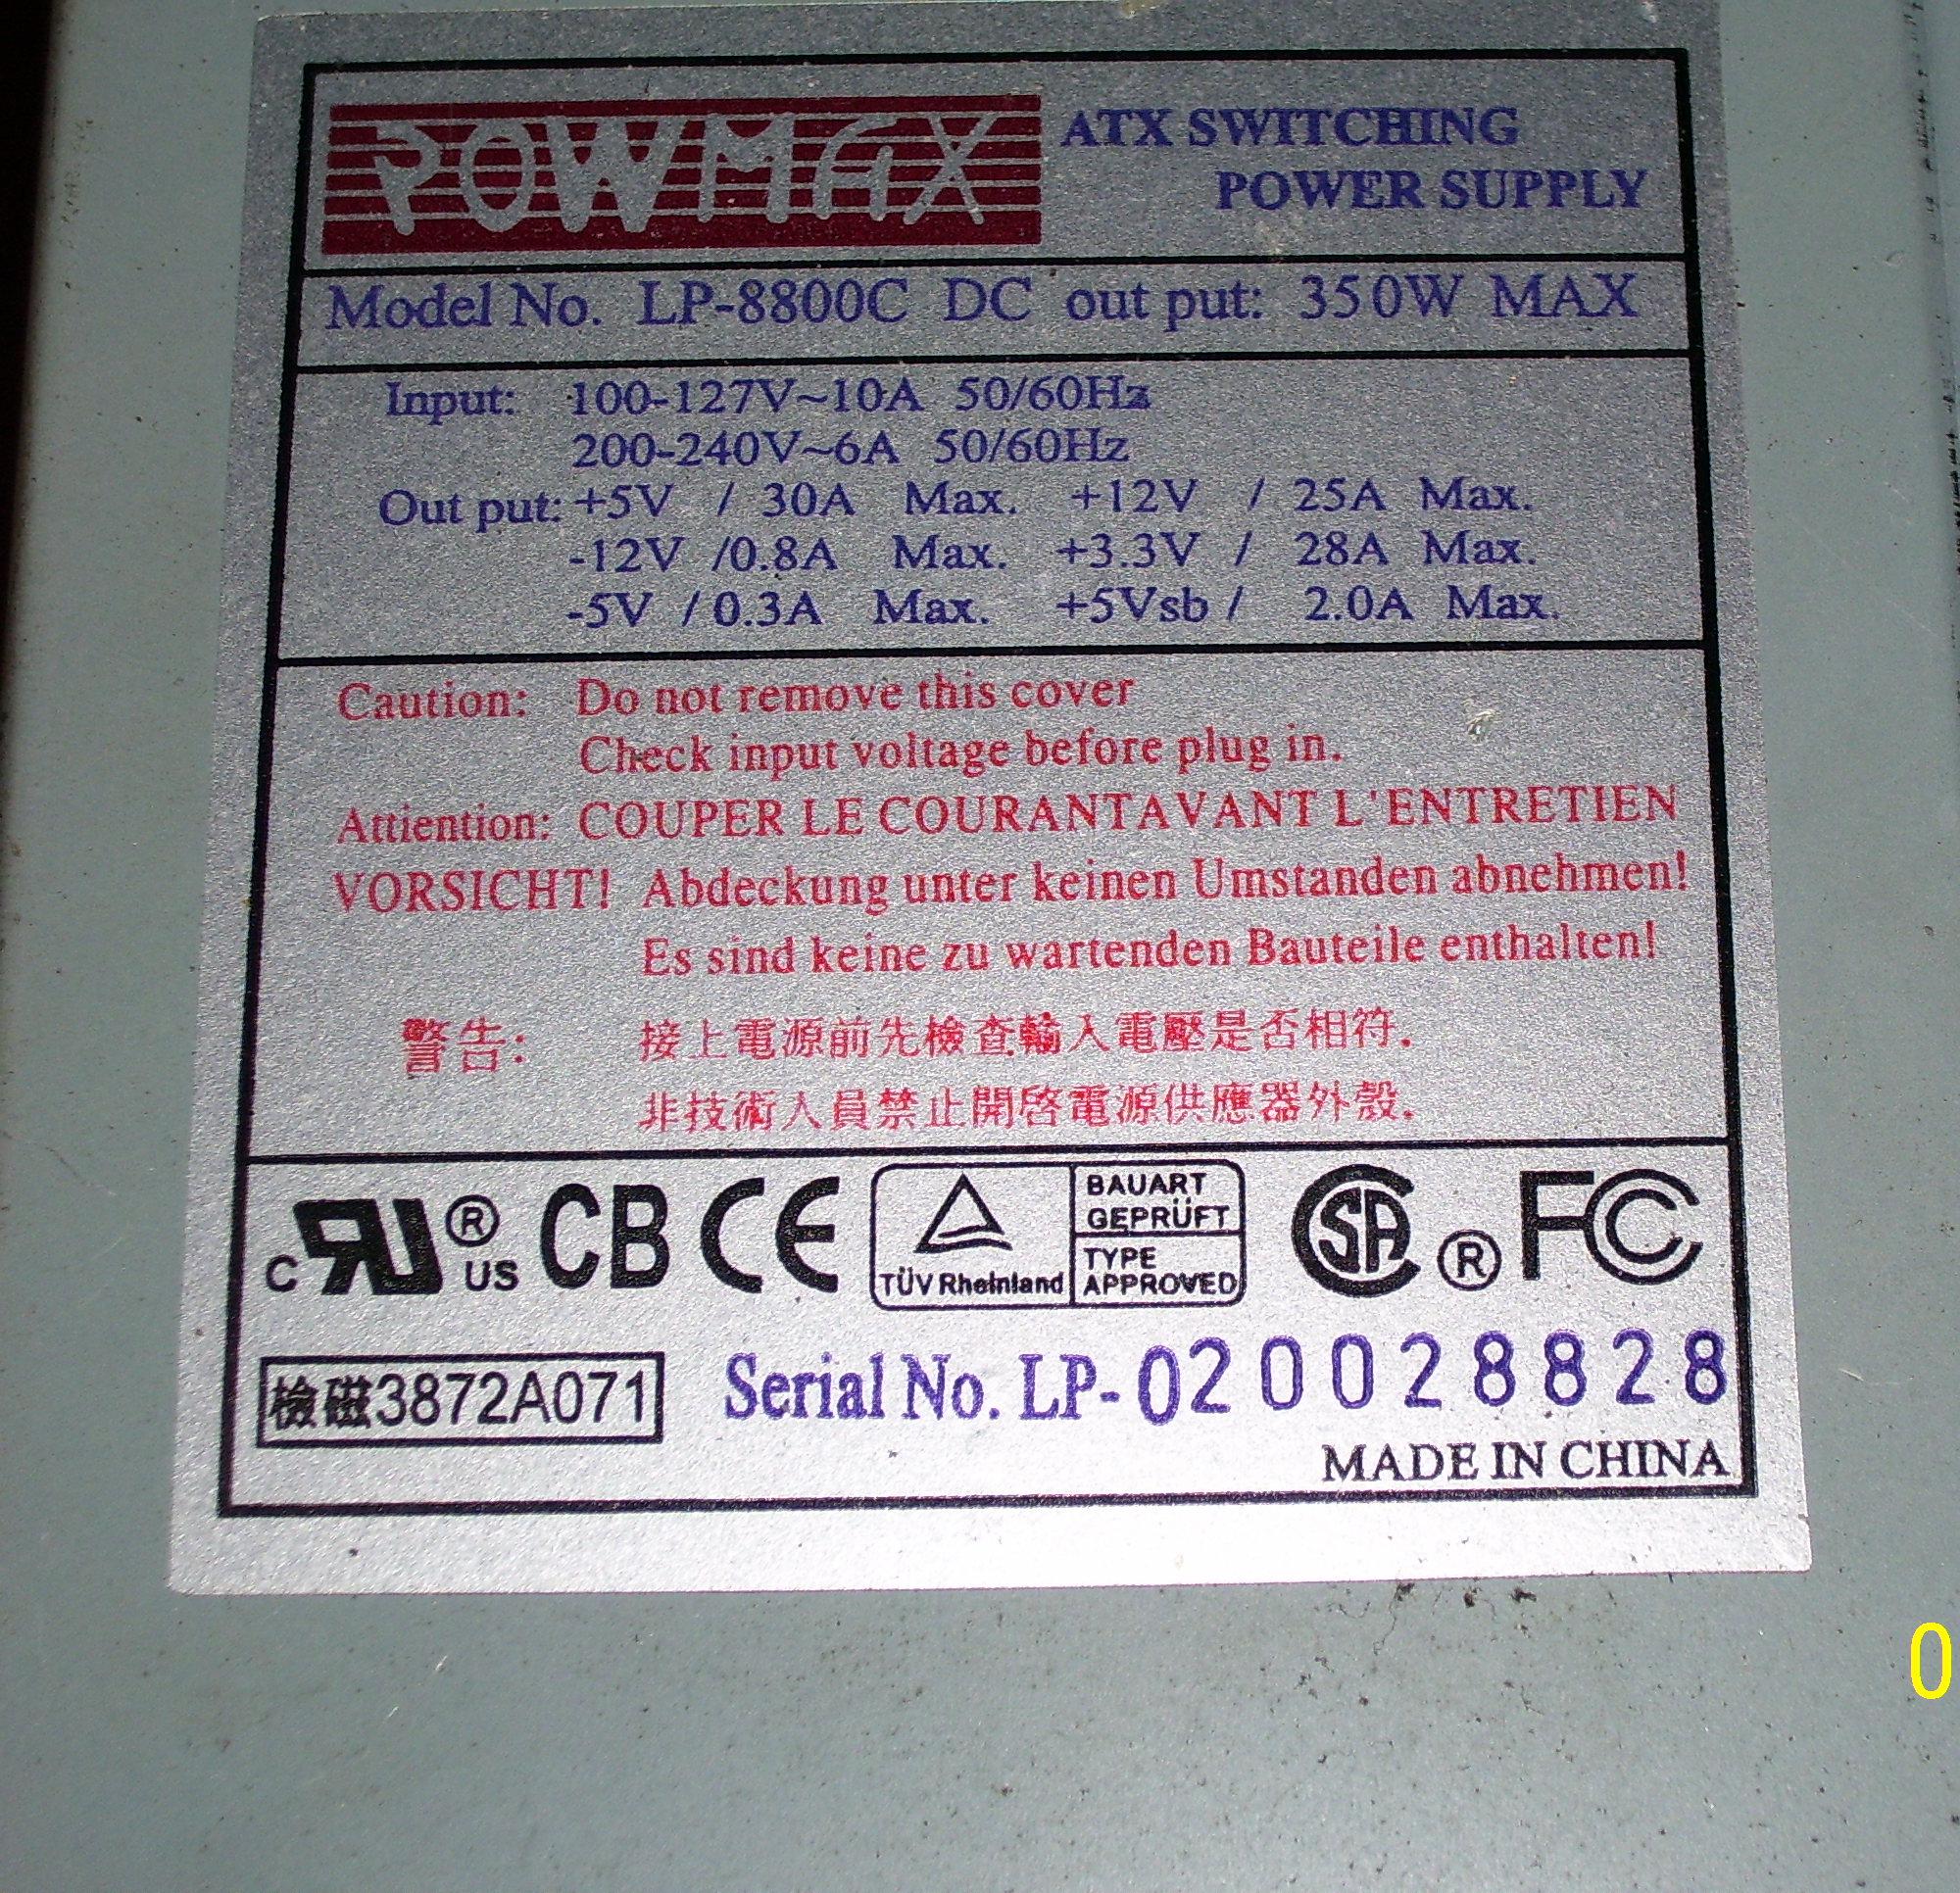 POWMAX
ATX SWITCHING
POWER SUPPLY
Model No. LP-8800C DC out put: 350W MAX
Input: 100-127V~10A 50/60Hz
200-240V~6A 50/60Hz
Out put: +5V / 30A Max. +12V / 25A Max.
-12V /0.8A Max. +3.3V / 28A Max.
-5V / 0.3A Max. +5Vsb / 2.0A Max.
Caution: Do not remove this cover
Check input voltage before plug in.
Attiention: COUPER LE COURANTAVANT L'ENTRETIEN
VORSICHT! Abdeckung unter keinen Umstanden abnehmen!
Es sind keine zu wartenden Bauteile enthalten!
警告: 接上電源前先檢查輸入電壓是否相符.
非技術人員禁止開啓電源供應器外殼.
c RU ® US CB CE
TÜV Rheinland
BAUART
GEPRÜFT
TYPE
APPROVED
SA ® FC
檢磁3872A071
Serial No. LP-020028828
MADE IN CHINA
0